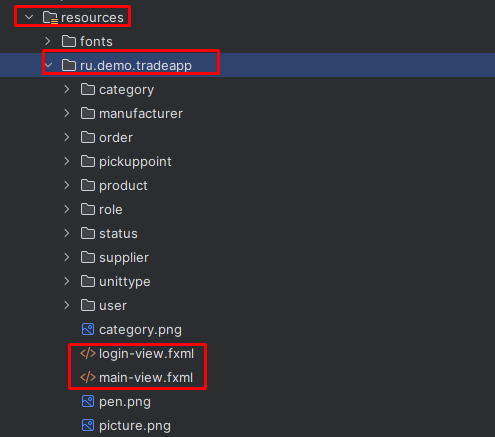 resources
fonts
ru.demo.tradeapp
category
manufacturer
order
pickuppoint
product
role
status
supplier
unittype
user
category.png
login-view.fxml
main-view.fxml
pen.png
picture.png